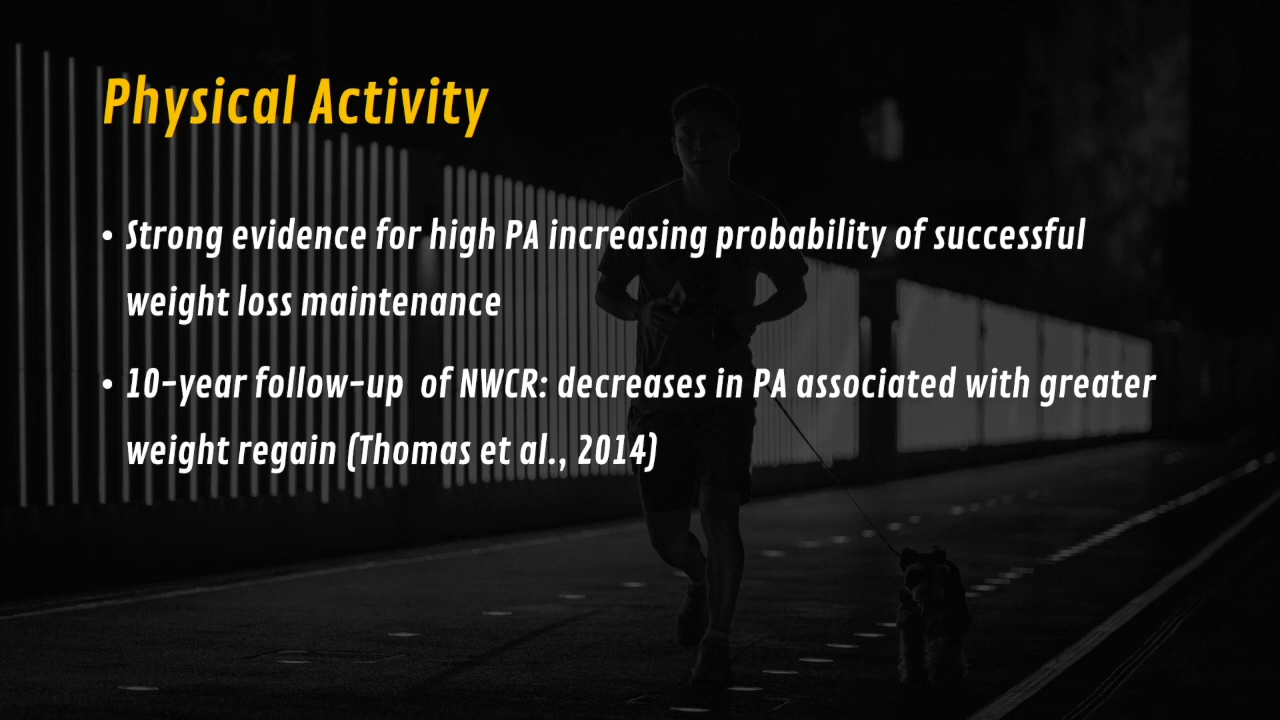 Physical Activity
• Strong evidence for high PA increasing probability of successful
weight loss maintenance
• 10-year follow-up  of NWCR: decreases in PA associated with greater
weight regain (Thomas et al., 2014)